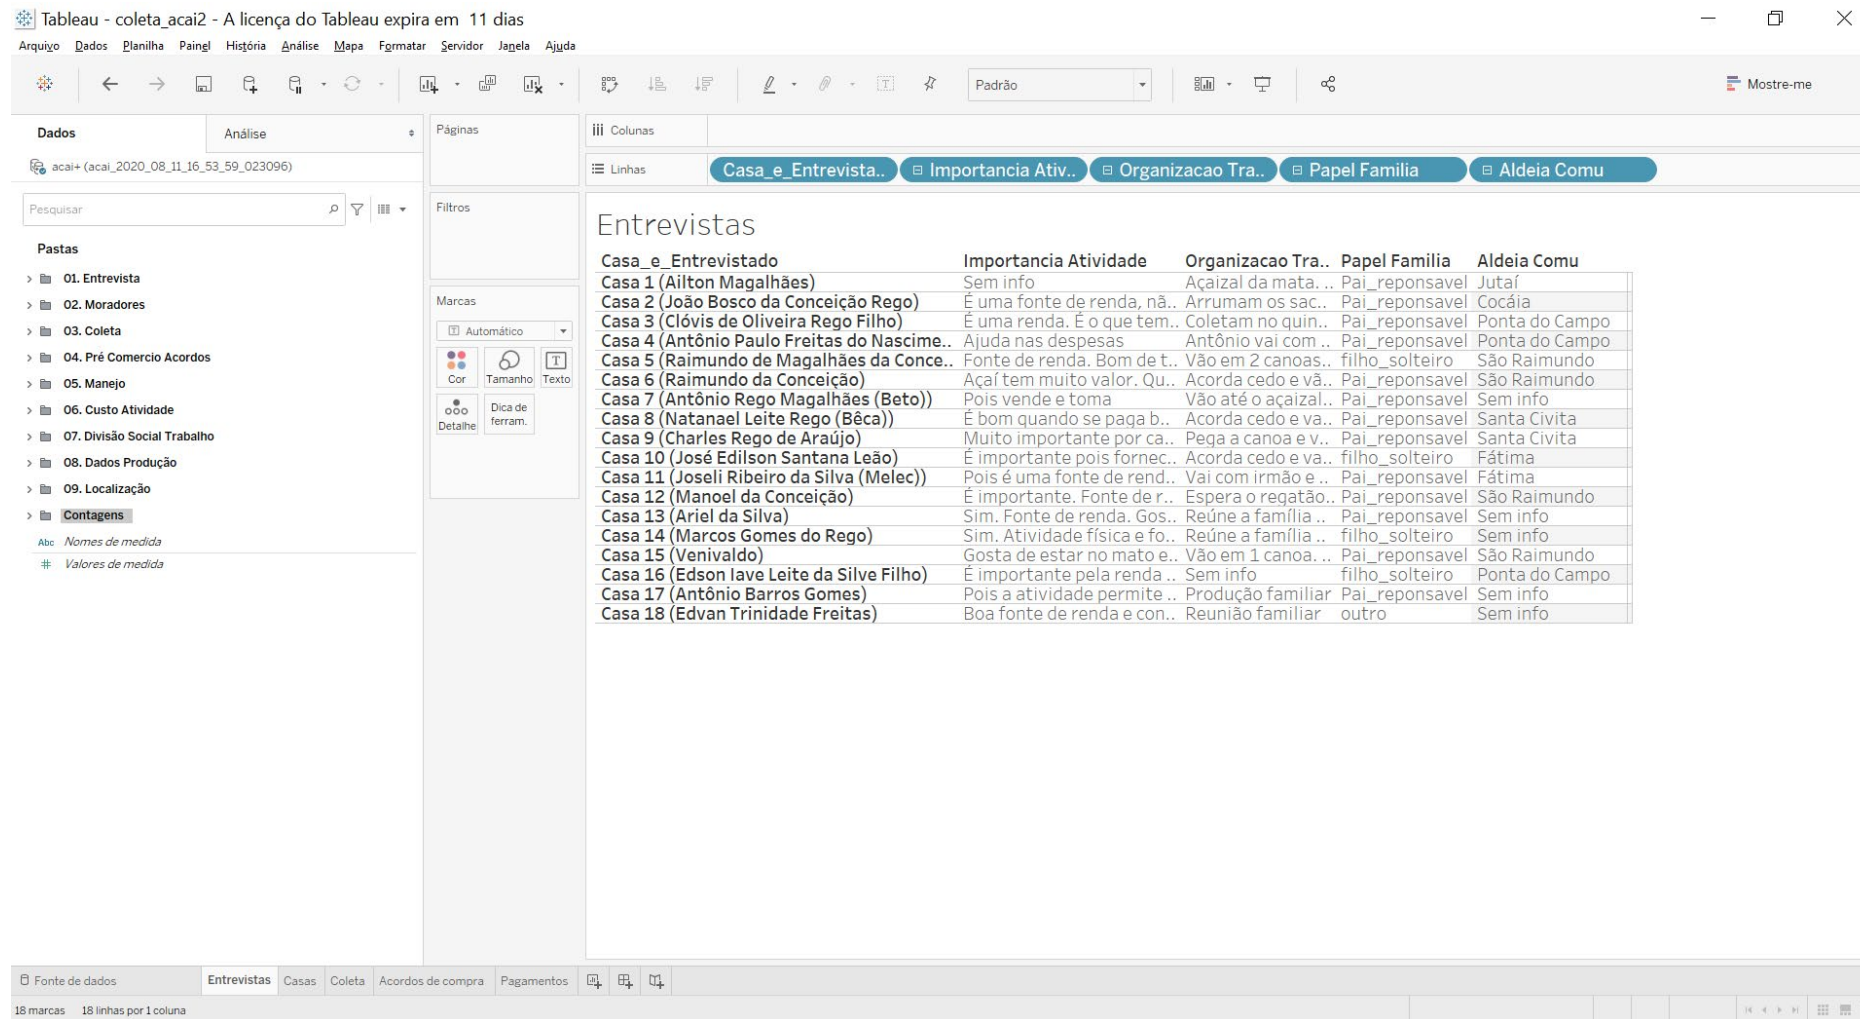 Tableau - coleta_acai2 - A licença do Tableau expira em 11 dias
Arquivo Dados Planilha Painel História Análise Mapa Formatar Servidor Janela Ajuda
Padrão
Mostre-me
Dados Análise
acai+ (acai_2020_08_11_16_53_59_023096)
Pesquisar
Pastas
01. Entrevista
02. Moradores
03. Coleta
04. Pré Comercio Acordos
05. Manejo
06. Custo Atividade
07. Divisão Social Trabalho
08. Dados Produção
09. Localização
Contagens
Abc Nomes de medida
# Valores de medida
Páginas
Filtros
Marcas
Automático
Cor Tamanho Texto
Detalhe Dica de ferram.
Colunas
Linhas Casa_e_Entrevista.. Importancia Ativ.. Organizacao Tra.. Papel Familia Aldeia Comu
Entrevistas
Casa_e_Entrevistado Importancia Atividade Organizacao Tra.. Papel Familia Aldeia Comu
Casa 1 (Ailton Magalhães) Sem info Açaizal da mata. .. Pai_reponsavel Jutaí
Casa 2 (João Bosco da Conceição Rego) É uma fonte de renda, nã.. Arrumam os sac.. Pai_reponsavel Cocáia
Casa 3 (Clóvis de Oliveira Rego Filho) É uma renda. É o que tem.. Coletam no quin.. Pai_reponsavel Ponta do Campo
Casa 4 (Antônio Paulo Freitas do Nascime.. Ajuda nas despesas Antônio vai com .. Pai_reponsavel Ponta do Campo
Casa 5 (Raimundo de Magalhães da Conce.. Fonte de renda. Bom de t.. Vão em 2 canoas.. filho_solteiro São Raimundo
Casa 6 (Raimundo da Conceição) Açaí tem muito valor. Qu.. Acorda cedo e vã.. Pai_reponsavel São Raimundo
Casa 7 (Antônio Rego Magalhães (Beto)) Pois vende e toma Vão até o açaizal.. Pai_reponsavel Sem info
Casa 8 (Natanael Leite Rego (Bêca)) É bom quando se paga b.. Acorda cedo e va.. Pai_reponsavel Santa Civita
Casa 9 (Charles Rego de Araújo) Muito importante por ca.. Pega a canoa e v.. Pai_reponsavel Santa Civita
Casa 10 (José Edilson Santana Leão) É importante pois fornec.. Acorda cedo e va.. filho_solteiro Fátima
Casa 11 (Joseli Ribeiro da Silva (Melec)) Pois é uma fonte de rend.. Vai com irmão e .. Pai_reponsavel Fátima
Casa 12 (Manoel da Conceição) É importante. Fonte de r.. Espera o regatão.. Pai_reponsavel São Raimundo
Casa 13 (Ariel da Silva) Sim. Fonte de renda. Gos.. Reúne a família .. Pai_reponsavel Sem info
Casa 14 (Marcos Gomes do Rego) Sim. Atividade física e fo.. Reúne a família .. filho_solteiro Sem info
Casa 15 (Venivaldo) Gosta de estar no mato e.. Vão em 1 canoa. .. Pai_reponsavel São Raimundo
Casa 16 (Edson Iave Leite da Silve Filho) É importante pela renda .. Sem info filho_solteiro Ponta do Campo
Casa 17 (Antônio Barros Gomes) Pois a atividade permite .. Produção familiar Pai_reponsavel Sem info
Casa 18 (Edvan Trinidade Freitas) Boa fonte de renda e con.. Reunião familiar outro Sem info
Fonte de dados Entrevistas Casas Coleta Acordos de compra Pagamentos
18 marcas 18 linhas por 1 coluna